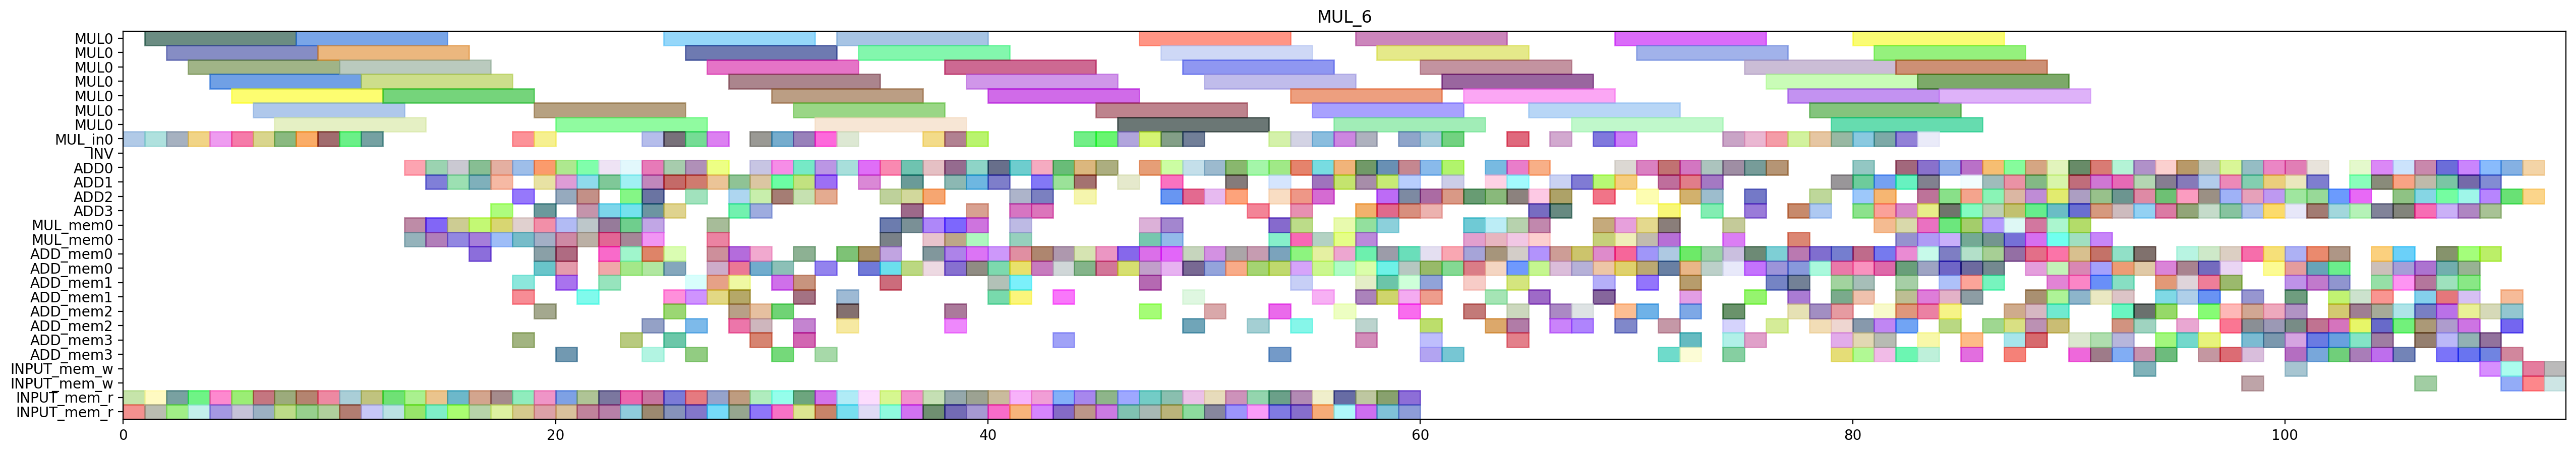 MUL_6
MUL0
MUL0
MUL0
MUL0
MUL0
MUL0
MUL0
MUL_in0
INV
ADD0
ADD1
ADD2
ADD3
MUL_mem0
MUL_mem0
ADD_mem0
ADD_mem0
ADD_mem1
ADD_mem1
ADD_mem2
ADD_mem2
ADD_mem3
ADD_mem3
INPUT_mem_w
INPUT_mem_w
INPUT_mem_r
INPUT_mem_r
0 20 40 60 80 100